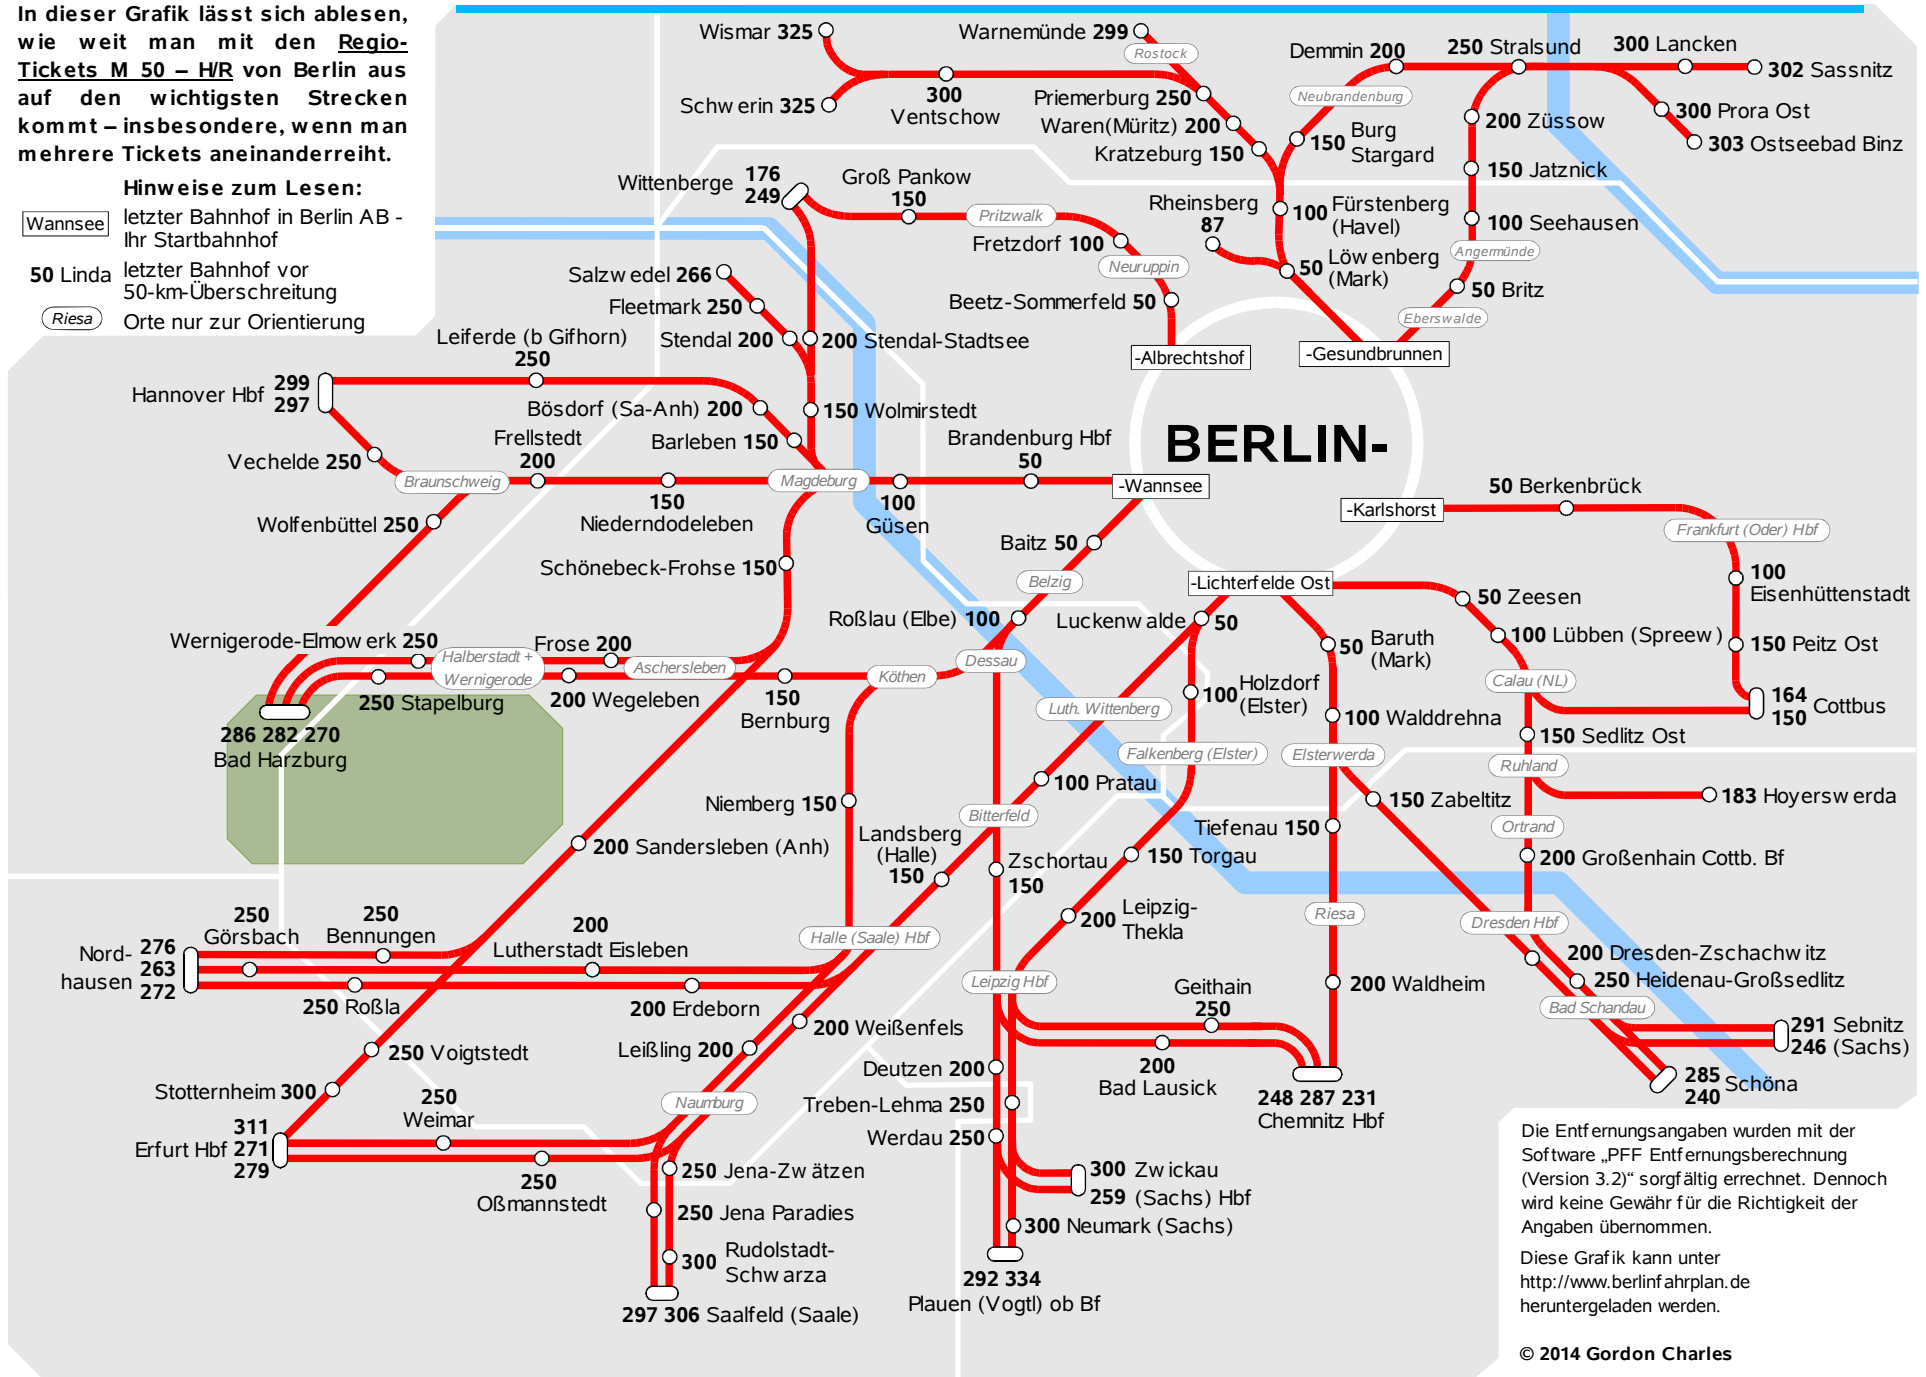 In dieser Grafik lässt sich ablesen,
wie weit man mit den Regio-
Tickets M 50 – H/R von Berlin aus
auf den wichtigsten Strecken
kommt – insbesondere, wenn man
mehrere Tickets aneinanderreiht.
Hinweise zum Lesen:
Wannsee
letzter Bahnhof in Berlin AB -
Ihr Startbahnhof
50 Linda
letzter Bahnhof vor
50-km-Überschreitung
Riesa
Orte nur zur Orientierung
Wismar 325
Schwerin 325
300
Ventschow
Warnemünde 299
Rostock
Priemerburg 250
Waren(Müritz) 200
Kratzeburg 150
Demmin 200
Neubrandenburg
150 Burg
Stargard
250 Stralsund
300 Lancken
302 Sassnitz
300 Prora Ost
303 Ostseebad Binz
200 Züssow
150 Jatznick
100 Seehausen
Angermünde
50 Britz
Eberswalde
Rheinsberg
87
100 Fürstenberg
(Havel)
50 Löwenberg
(Mark)
-Gesundbrunnen
Wittenberge 176
249
Groß Pankow
150
Pritzwalk
Fretzdorf 100
Neuruppin
Beetz-Sommerfeld 50
-Albrechtshof
Salzwedel 266
Fleetmark 250
Stendal 200
200 Stendal-Stadtsee
150 Wolmirstedt
Leiferde (b Gifhorn)
250
Hannover Hbf 299
297
Bösdorf (Sa-Anh) 200
Barleben 150
Vechelde 250
Braunschweig
Frellstedt
200
150
Niederndodeleben
Magdeburg
100
Güsen
Brandenburg Hbf
50
-Wannsee
BERLIN-
Wolfenbüttel 250
Schönebeck-Frohse 150
Baitz 50
Belzig
Roßlau (Elbe) 100
Dessau
Köthen
-Karlshorst
50 Berkenbrück
Frankfurt (Oder) Hbf
100
Eisenhüttenstadt
150 Peitz Ost
164
150 Cottbus
-Lichterfelde Ost
Luckenwalde 50
50 Baruth
(Mark)
50 Zeesen
100 Lübben (Spreew)
Calau (NL)
150 Sedlitz Ost
Ruhland
183 Hoyerswerda
Ortrand
200 Großenhain Cottb. Bf
Wernigerode-Elmowerk 250
Halberstadt +
Wernigerode
Frose 200
Aschersleben
250 Stapelburg
200 Wegeleben
150
Bernburg
286 282 270
Bad Harzburg
100 Holzdorf
(Elster)
Luth. Wittenberg
Falkenberg (Elster)
100 Walddrehna
Elsterwerda
100 Pratau
Bitterfeld
150 Zabeltitz
Tiefenau 150
150 Torgau
Niemberg 150
Landsberg
(Halle)
150
Zschortau
150
200 Sandersleben (Anh)
200 Leipzig-
Thekla
Riesa
Dresden Hbf
200 Dresden-Zschachwitz
250 Heidenau-Großsedlitz
Bad Schandau
291 Sebnitz
246 (Sachs)
285
240 Schöna
200 Waldheim
Halle (Saale) Hbf
Leipzig Hbf
Nord-
hausen
276
263
272
250
Görsbach
250
Bennungen
200
Lutherstadt Eisleben
250 Roßla
200 Erdeborn
Geithain
250
200
Bad Lausick
248 287 231
Chemnitz Hbf
200 Weißenfels
Leißling 200
Naumburg
250 Voigtstedt
Stotternheim 300
250
Weimar
Erfurt Hbf 311
271
279
250
Oßmannstedt
250 Jena-Zwätzen
250 Jena Paradies
300 Rudolstadt-
Schwarza
297 306 Saalfeld (Saale)
Deutzen 200
Treben-Lehma 250
Werdau 250
300 Zwickau
259 (Sachs) Hbf
300 Neumark (Sachs)
292 334
Plauen (Vogtl) ob Bf
Die Entfernungsangaben wurden mit der
Software „PFF Entfernungsberechnung
(Version 3.2)“ sorgfältig errechnet. Dennoch
wird keine Gewähr für die Richtigkeit der
Angaben übernommen.
Diese Grafik kann unter
http://www.berlinfahrplan.de
heruntergeladen werden.
© 2014 Gordon Charles